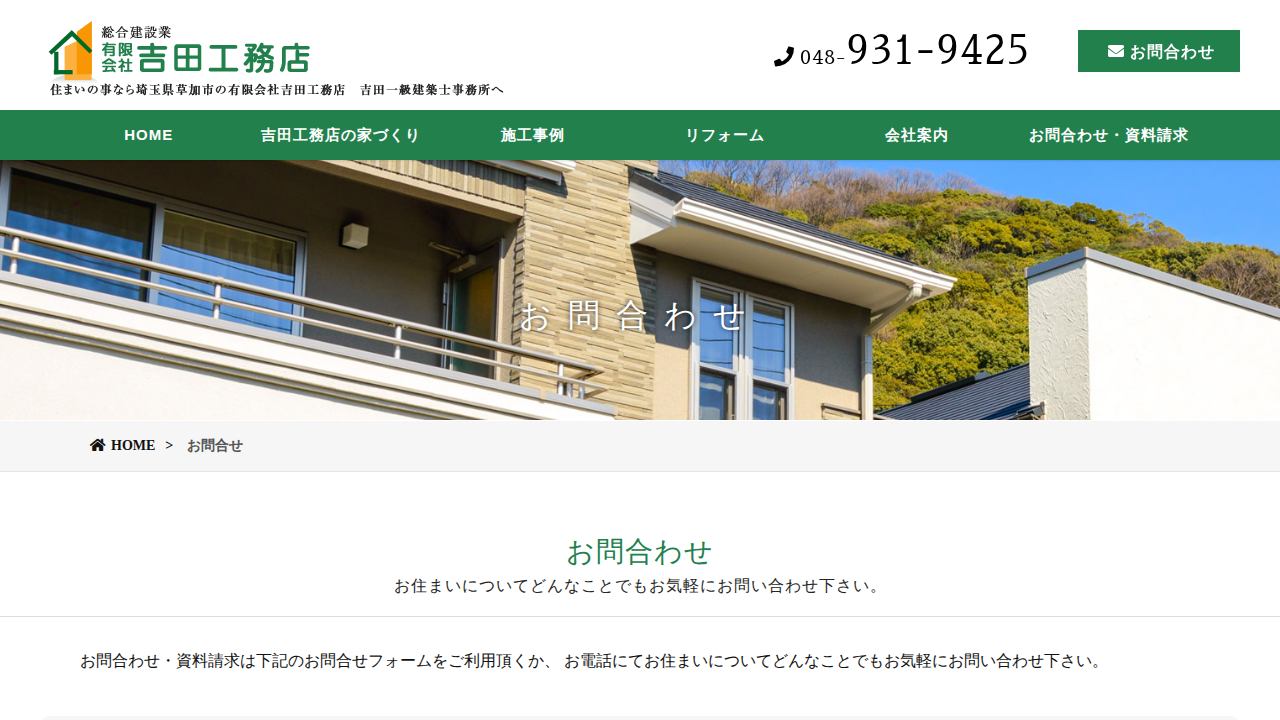 総合建設業
有限会社 吉田工務店
住まいの事なら埼玉県草加市の有限会社吉田工務店 吉田一級建築士事務所へ
048-931-9425
お問合わせ
HOME 吉田工務店の家づくり 施工事例 リフォーム 会社案内 お問合わせ・資料請求
お問合わせ
HOME > お問合せ
お問合わせ
お住まいについてどんなことでもお気軽にお問い合わせ下さい。
お問合わせ・資料請求は下記のお問合せフォームをご利用頂くか、 お電話にてお住まいについてどんなことでもお気軽にお問い合わせ下さい。